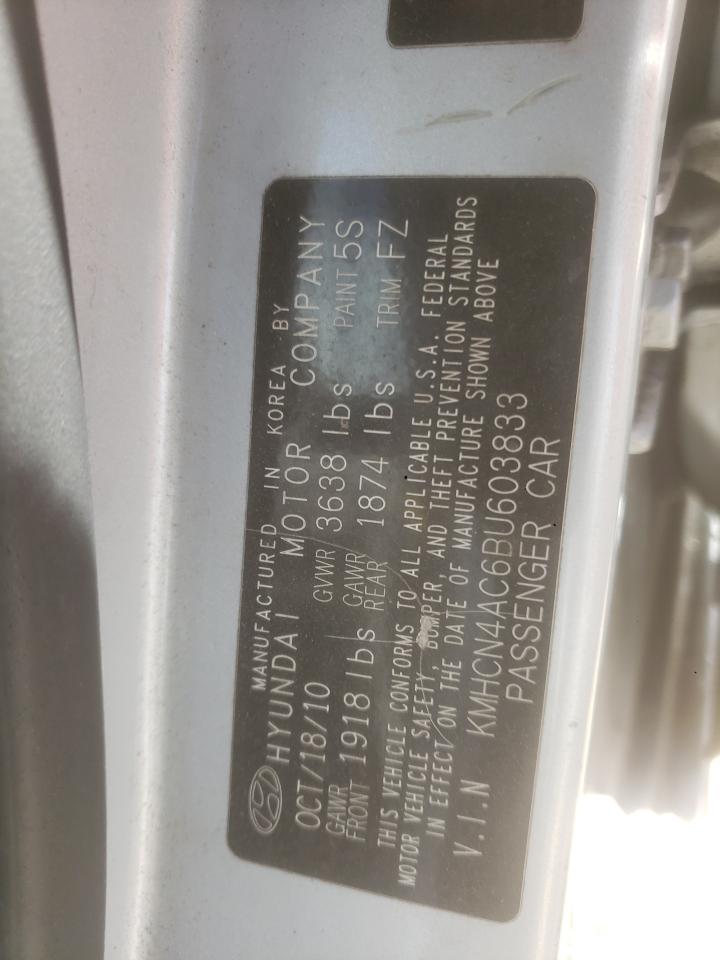 MANUFACTURED IN KOREA BY
HYUNDAI MOTOR COMPANY
OCT/18/10 GVWR 3638 lbs PAINT 5S
GAWR FRONT 1918 lbs GAWR REAR 1874 lbs TRIM FZ
THIS VEHICLE CONFORMS TO ALL APPLICABLE U.S.A. FEDERAL
MOTOR VEHICLE SAFETY, BUMPER, AND THEFT PREVENTION STANDARDS
IN EFFECT ON THE DATE OF MANUFACTURE SHOWN ABOVE
V.I.N KMHCN4AC6BU603833
PASSENGER CAR